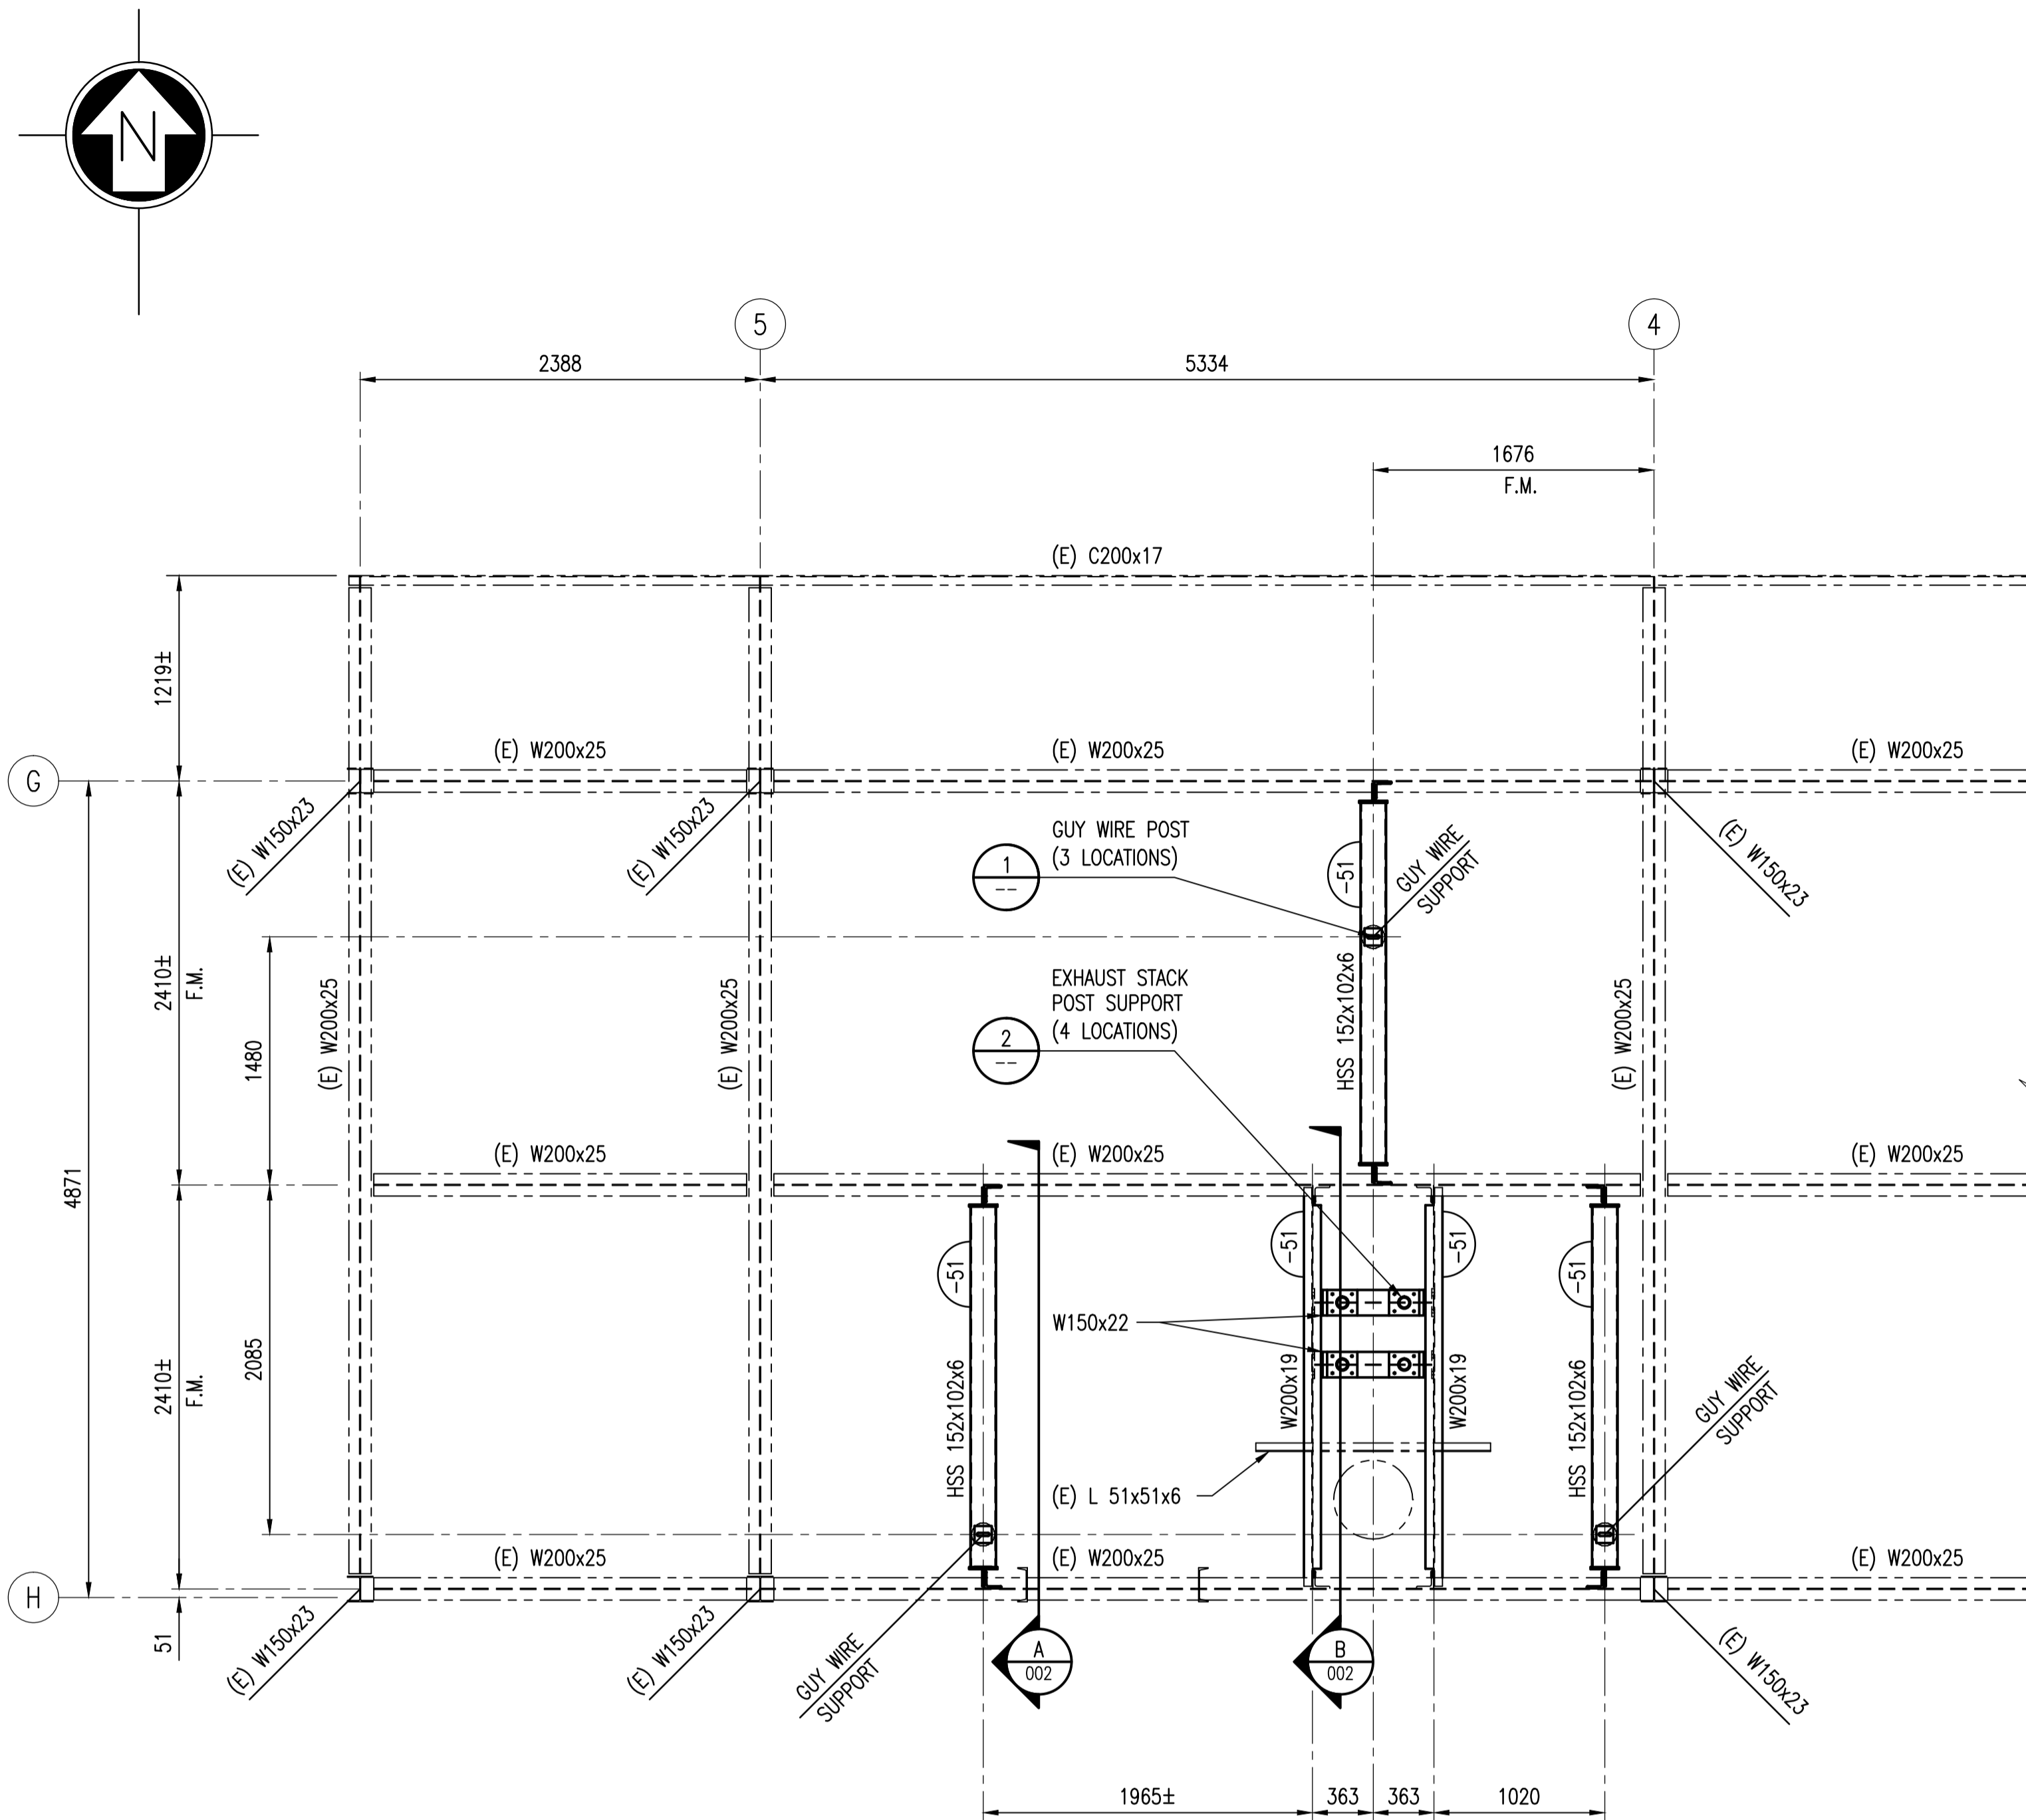 N
5
4
2388
5334
1676
F.M.
(E) C200x17
1219±
(E) W200x25
(E) W200x25
(E) W200x25
G
(E) W150x23
(E) W150x23
(E) W150x23
1
--
GUY WIRE POST
(3 LOCATIONS)
-51
GUY WIRE
SUPPORT
2410±
F.M.
1480
(E) W200x25
(E) W200x25
(E) W200x25
HSS 152x102x6
2
--
EXHAUST STACK
POST SUPPORT
(4 LOCATIONS)
4871
(E) W200x25
(E) W200x25
(E) W200x25
-51
-51
-51
-51
2410±
F.M.
2085
W150x22
HSS 152x102x6
W200x19
W200x19
HSS 152x102x6
GUY WIRE
SUPPORT
(E) L 51x51x6
(E) W200x25
(E) W200x25
(E) W200x25
H
51
(E) W150x23
(E) W150x23
(E) W150x23
GUY WIRE
SUPPORT
A
002
B
002
1965±
363
363
1020